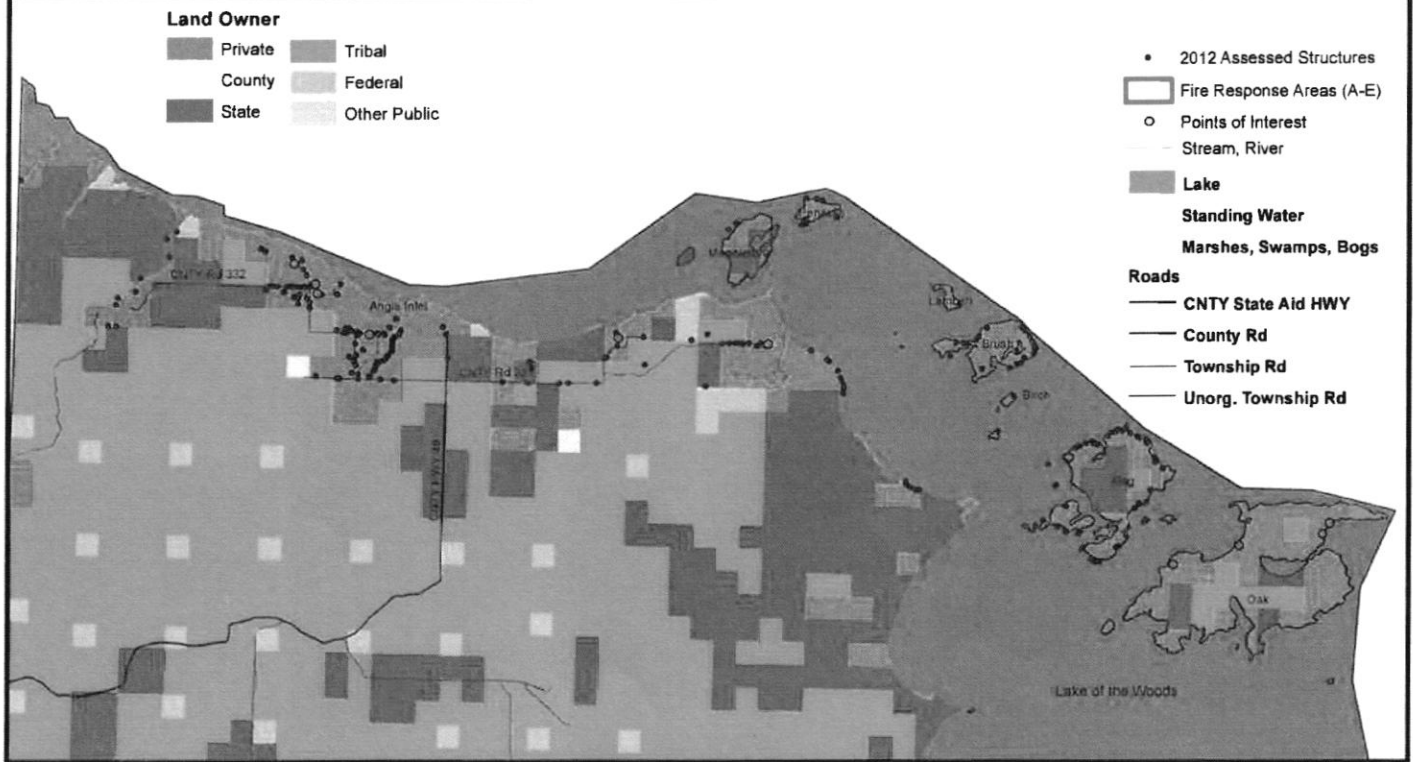 Land Owner
Private
Tribal
County
Federal
State
Other Public
2012 Assessed Structures
Fire Response Areas (A-E)
Points of Interest
Stream, River
Lake
Standing Water
Marshes, Swamps, Bogs
Roads
CNTY State Aid HWY
County Rd
Township Rd
Unorg. Township Rd
CNTY Rd 332
Angle Inlet
CNTY Rd
Brush
Birch
Oak
Lake of the Woods